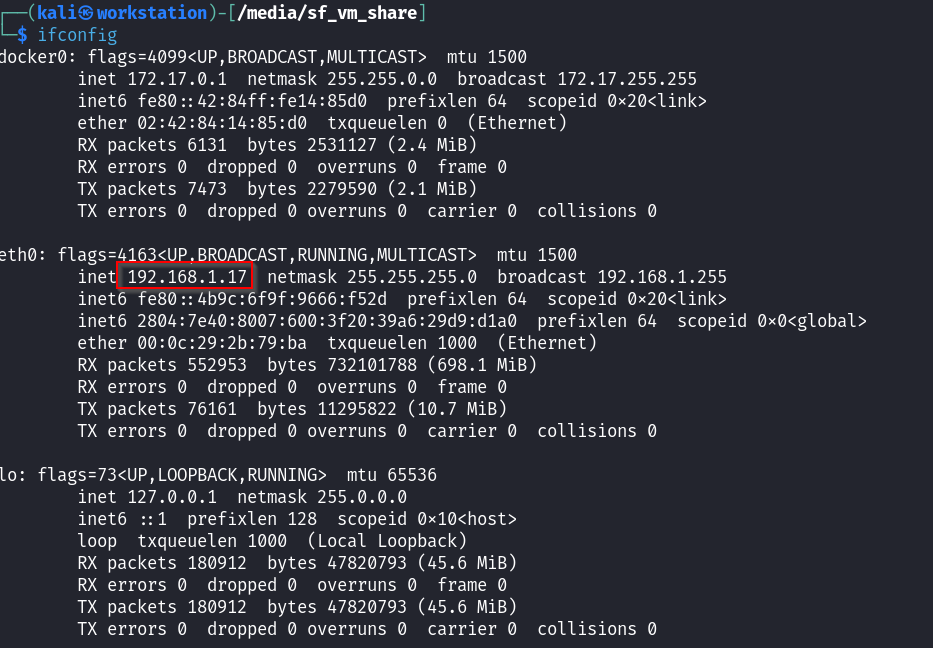 ┌──(kali㉿workstation)-[/media/sf_vm_share]
└─$ ifconfig
docker0: flags=4099<UP,BROADCAST,MULTICAST>  mtu 1500
        inet 172.17.0.1  netmask 255.255.0.0  broadcast 172.17.255.255
        inet6 fe80::42:84ff:fe14:85d0  prefixlen 64  scopeid 0×20<link>
        ether 02:42:84:14:85:d0  txqueuelen 0  (Ethernet)
        RX packets 6131  bytes 2531127 (2.4 MiB)
        RX errors 0  dropped 0  overruns 0  frame 0
        TX packets 7473  bytes 2279590 (2.1 MiB)
        TX errors 0  dropped 0 overruns 0  carrier 0  collisions 0

eth0: flags=4163<UP,BROADCAST,RUNNING,MULTICAST>  mtu 1500
        inet 192.168.1.17  netmask 255.255.255.0  broadcast 192.168.1.255
        inet6 fe80::4b9c:6f9f:9666:f52d  prefixlen 64  scopeid 0×20<link>
        inet6 2804:7e40:8007:600:3f20:39a6:29d9:d1a0  prefixlen 64  scopeid 0×0<global>
        ether 00:0c:29:2b:79:ba  txqueuelen 1000  (Ethernet)
        RX packets 552953  bytes 732101788 (698.1 MiB)
        RX errors 0  dropped 0  overruns 0  frame 0
        TX packets 76161  bytes 11295822 (10.7 MiB)
        TX errors 0  dropped 0 overruns 0  carrier 0  collisions 0

lo: flags=73<UP,LOOPBACK,RUNNING>  mtu 65536
        inet 127.0.0.1  netmask 255.0.0.0
        inet6 ::1  prefixlen 128  scopeid 0×10<host>
        loop  txqueuelen 1000  (Local Loopback)
        RX packets 180912  bytes 47820793 (45.6 MiB)
        RX errors 0  dropped 0  overruns 0  frame 0
        TX packets 180912  bytes 47820793 (45.6 MiB)
        TX errors 0  dropped 0 overruns 0  carrier 0  collisions 0